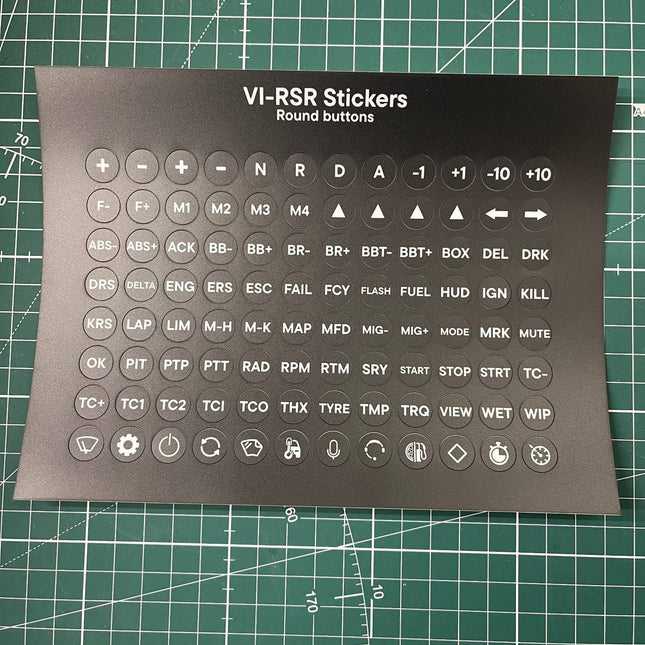 VI-RSR Stickers
Round buttons
+ - + - N R D A -1 +1 -10 +10
F- F+ M1 M2 M3 M4
ABS- ABS+ ACK BB- BB+ BR- BR+ BBT- BBT+ BOX DEL DRK
DRS DELTA ENG ERS ESC FAIL FCY FLASH FUEL HUD IGN KILL
KRS LAP LIM M-H M-K MAP MFD MIG- MIG+ MODE MRK MUTE
OK PIT PTP PTT RAD RPM RTM SRY START STOP STRT TC-
TC+ TC1 TC2 TCI TCO THX TYRE TMP TRQ VIEW WET WIP
70
60
170
10